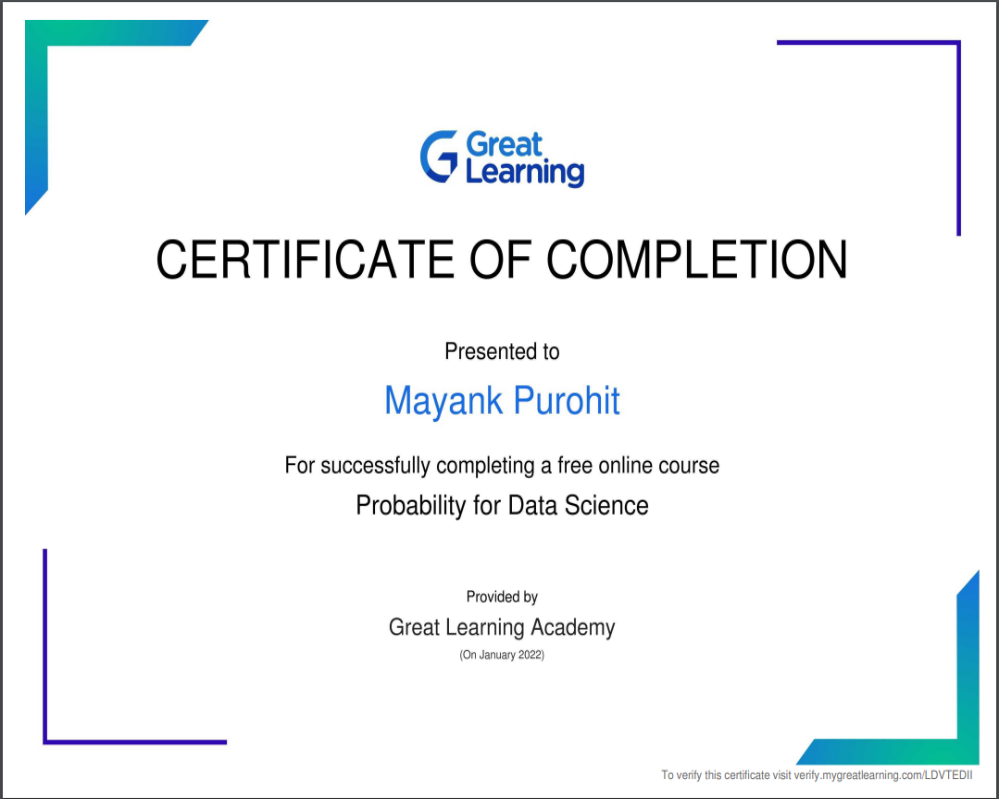 Great
Learning
CERTIFICATE OF COMPLETION
Presented to
Mayank Purohit
For successfully completing a free online course
Probability for Data Science
Provided by
Great Learning Academy
(On January 2022)
To verify this certificate visit verify.mygreatlearning.com/LDVTEDII